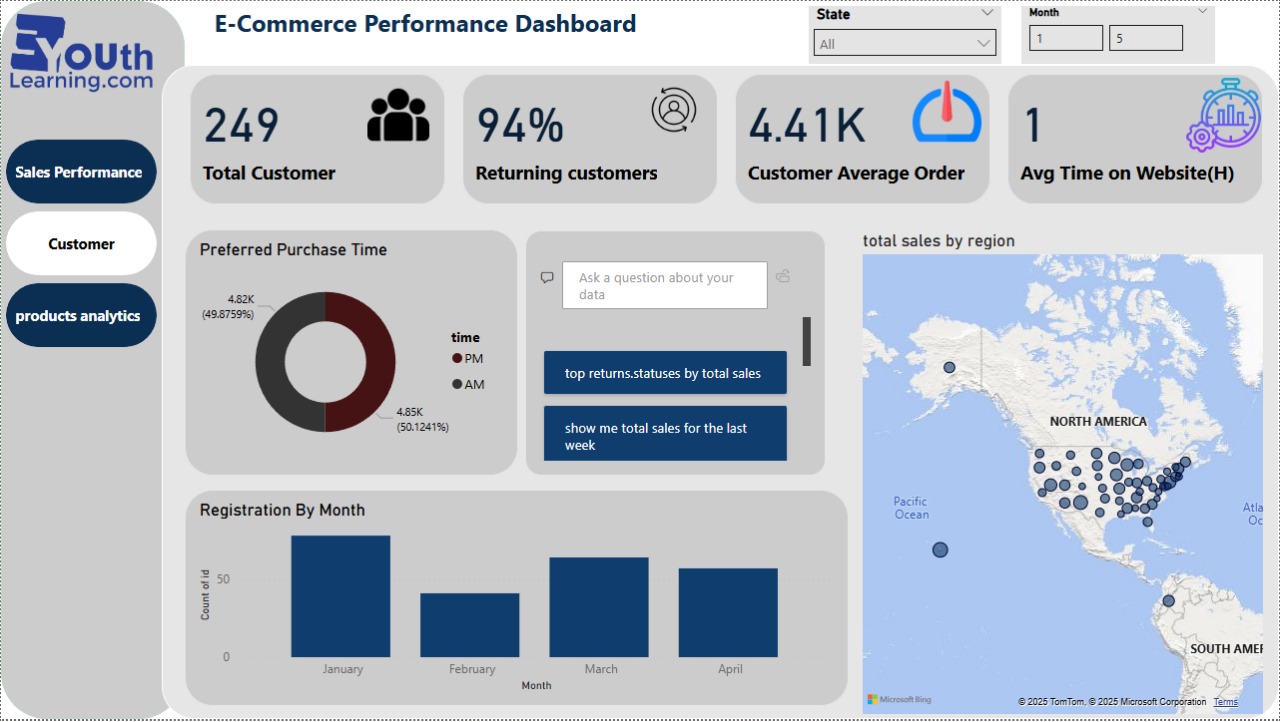 EYouth
Learning.com
E-Commerce Performance Dashboard
State
All
Month
1
5
Sales Performance
Customer
products analytics
249
Total Customer
94%
Returning customers
4.41K
Customer Average Order
1
Avg Time on Website(H)
Preferred Purchase Time
4.82K
(49.8759%)
4.85K
(50.1241%)
time
PM
AM
Ask a question about your
data
top returns.statuses by total sales
show me total sales for the last
week
total sales by region
NORTH AMERICA
Pacific
Ocean
Atla
Oc
SOUTH AMER
Microsoft Bing
© 2025 TomTom, © 2025 Microsoft Corporation Terms
Registration By Month
Count of id
50
0
January
February
March
April
Month